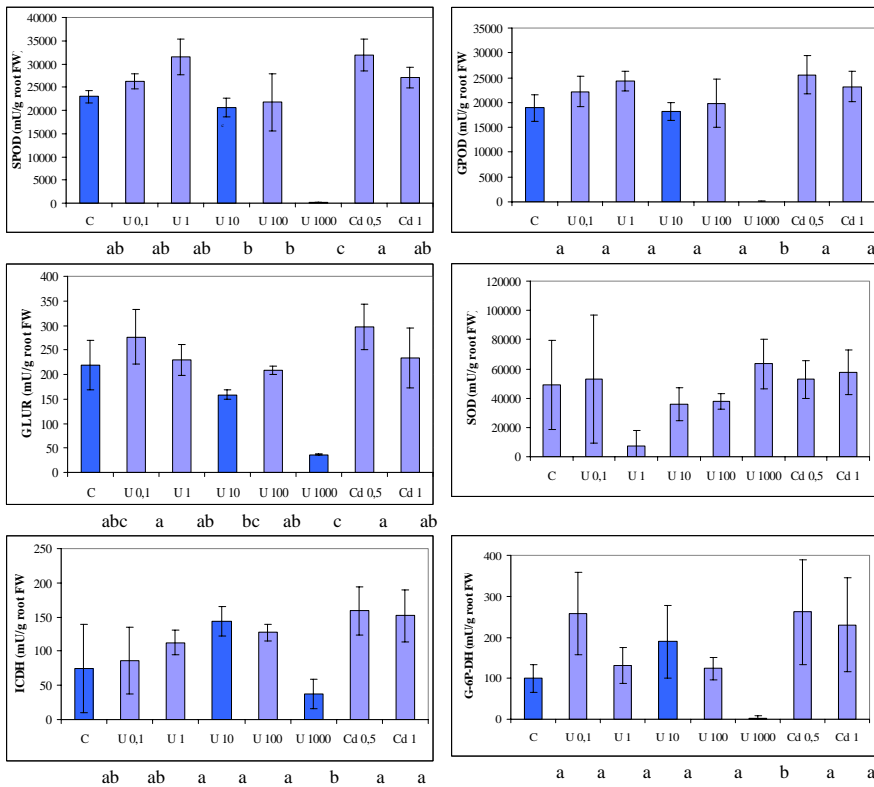 SPOD (mU/g root FW)
40000
35000
30000
25000
20000
15000
10000
5000
0
C U 0,1 U 1 U 10 U 100 U 1000 Cd 0,5 Cd 1
ab ab ab b b c a ab
GPOD (mU/g root FW)
35000
30000
25000
20000
15000
10000
5000
0
C U 0,1 U 1 U 10 U 100 U 1000 Cd 0,5 Cd 1
a a a a a b a a
GLUR (mU/g root FW
400
350
300
250
200
150
100
50
0
C U 0,1 U 1 U 10 U 100 U 1000 Cd 0,5 Cd 1
abc a ab bc ab c a ab
SOD (mU/g root FW)
120000
100000
80000
60000
40000
20000
0
C U 0,1 U 1 U 10 U 100 U 1000 Cd 0,5 Cd 1
ICDH (mU/g root FW
250
200
150
100
50
0
C U 0,1 U 1 U 10 U 100 U 1000 Cd 0,5 Cd 1
ab ab a a a b a a
G-6P-DH (mU/g root FW
400
300
200
100
0
C U 0,1 U 1 U 10 U 100 U 1000 Cd 0,5 Cd 1
a a a a a b a a